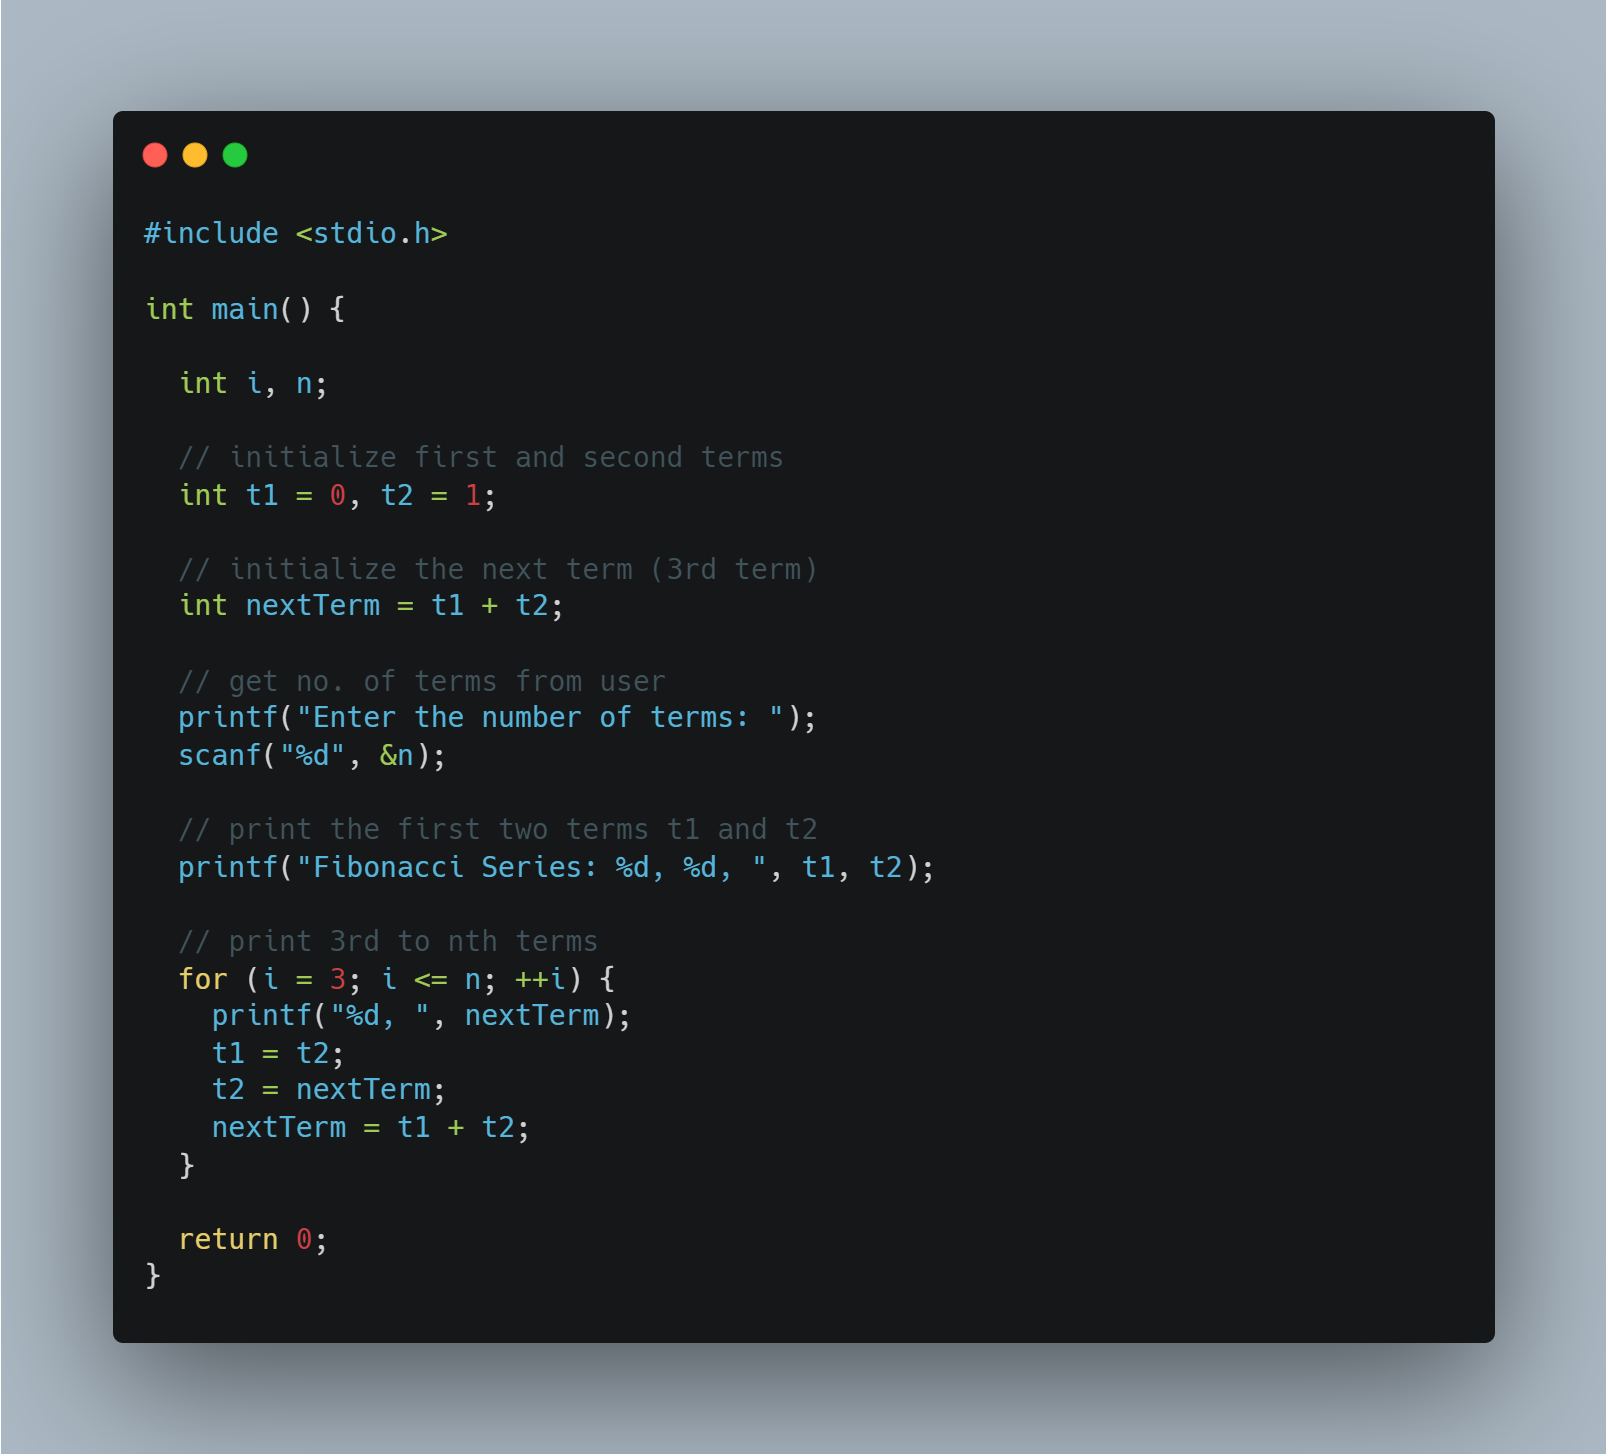 #include <stdio.h>

int main() {

  int i, n;

  // initialize first and second terms
  int t1 = 0, t2 = 1;

  // initialize the next term (3rd term)
  int nextTerm = t1 + t2;

  // get no. of terms from user
  printf("Enter the number of terms: ");
  scanf("%d", &n);

  // print the first two terms t1 and t2
  printf("Fibonacci Series: %d, %d, ", t1, t2);

  // print 3rd to nth terms
  for (i = 3; i <= n; ++i) {
    printf("%d, ", nextTerm);
    t1 = t2;
    t2 = nextTerm;
    nextTerm = t1 + t2;
  }

  return 0;
}